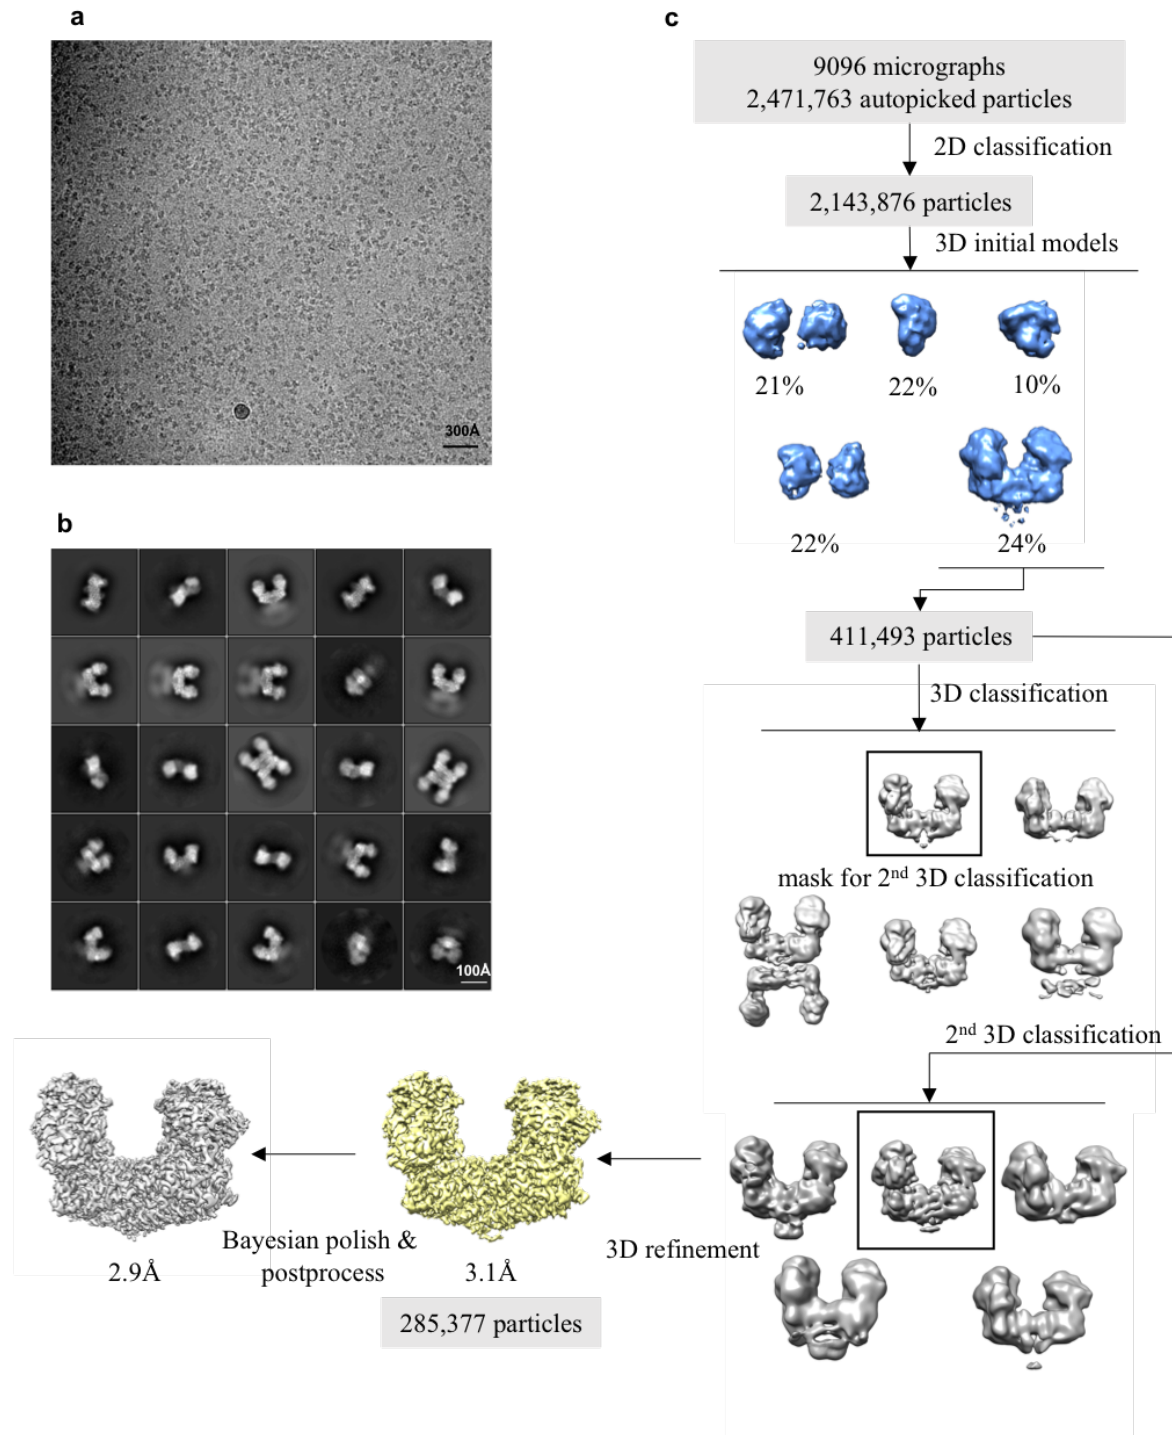 a
300Å
b
100Å
c
9096 micrographs
2,471,763 autopicked particles
2D classification
2,143,876 particles
3D initial models
21%
22%
10%
22%
24%
411,493 particles
3D classification
mask for 2nd 3D classification
2nd 3D classification
3D refinement
3.1Å
285,377 particles
Bayesian polish &
postprocess
2.9Å